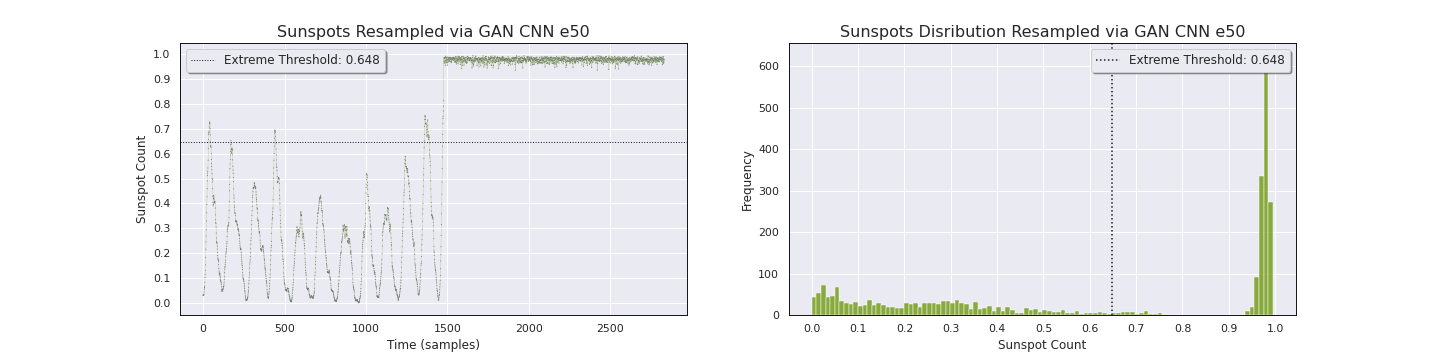 Sunspots Resampled via GAN CNN e50
Extreme Threshold: 0.648
1.0
0.9
0.8
0.7
0.6
0.5
0.4
0.3
0.2
0.1
0.0
Sunspot Count
0 500 1000 1500 2000 2500
Time (samples)
Sunspots Disribution Resampled via GAN CNN e50
Extreme Threshold: 0.648
600
500
400
300
200
100
0
Frequency
0.0 0.1 0.2 0.3 0.4 0.5 0.6 0.7 0.8 0.9 1.0
Sunspot Count